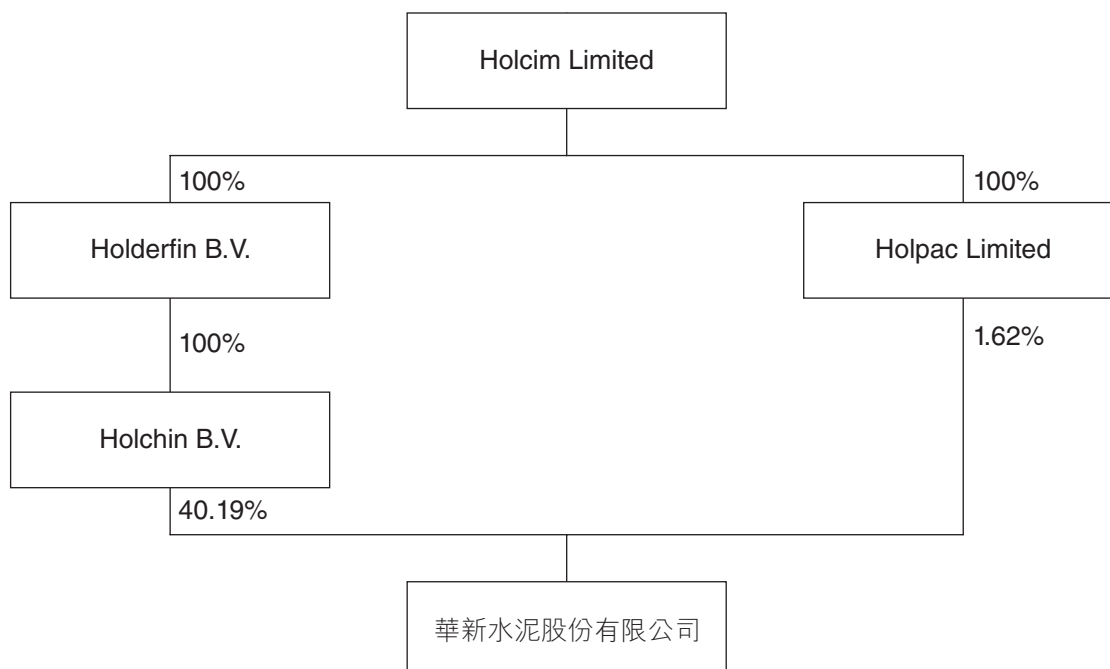 Holcim Limited
100%
100%
Holderfin B.V.
Holpac Limited
100%
1.62%
Holchin B.V.
40.19%
華新水泥股份有限公司